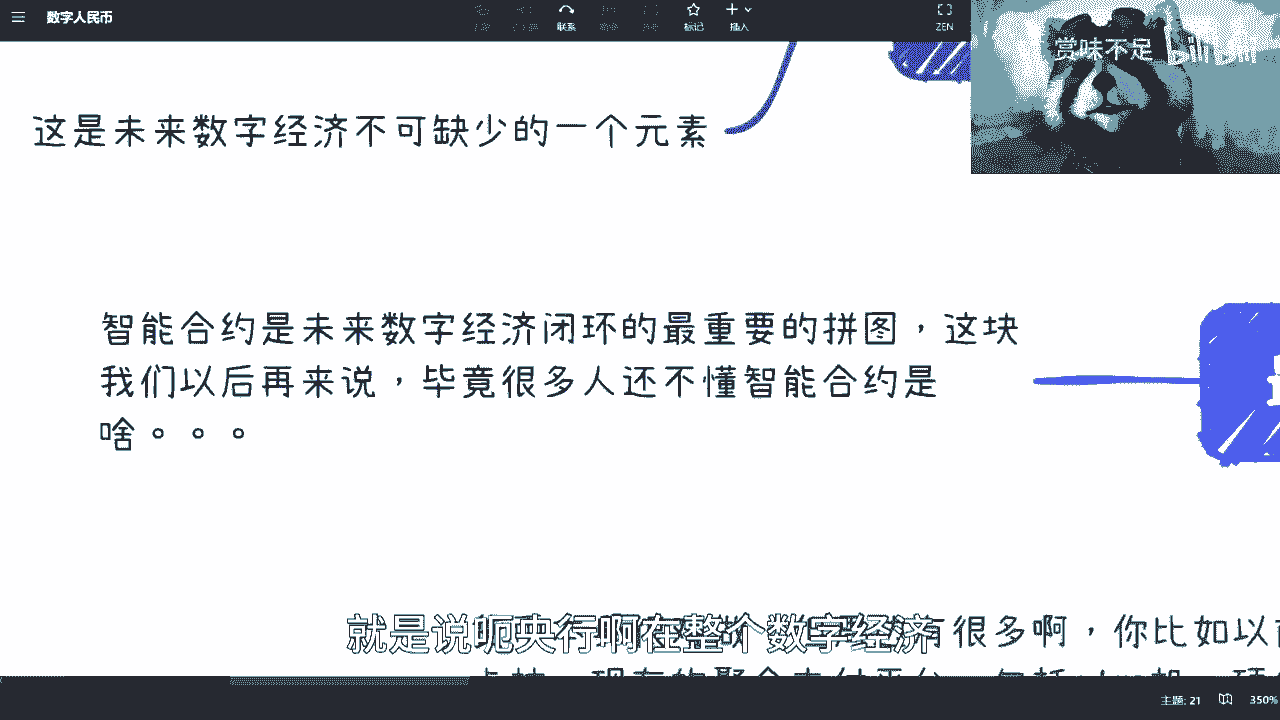 数字人民币
联系
标记
插入
ZEN
赏味不足 bilibili
这是未来数字经济不可缺少的一个元素
智能合约是未来数字经济闭环的最重要的拼图，这块
我们以后再来说，毕竟很多人还不懂智能合约是
啥。。。
有很多啊，你比如以
就是说呃央行啊在整个数字经济
主题: 21
350%